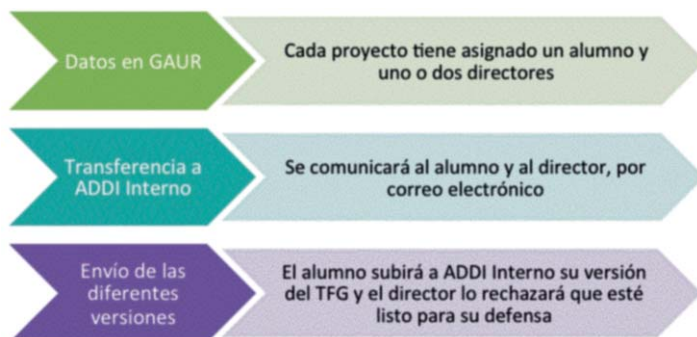 Datos en GAUR
Cada proyecto tiene asignado un alumno y
uno o dos directores
Transferencia a
ADDI Interno
Se comunicará al alumno y al director, por
correo electrónico
Envío de las
diferentes
versiones
El alumno subirá a ADDI Interno su versión
del TFG y el director lo rechazará que esté
listo para su defensa